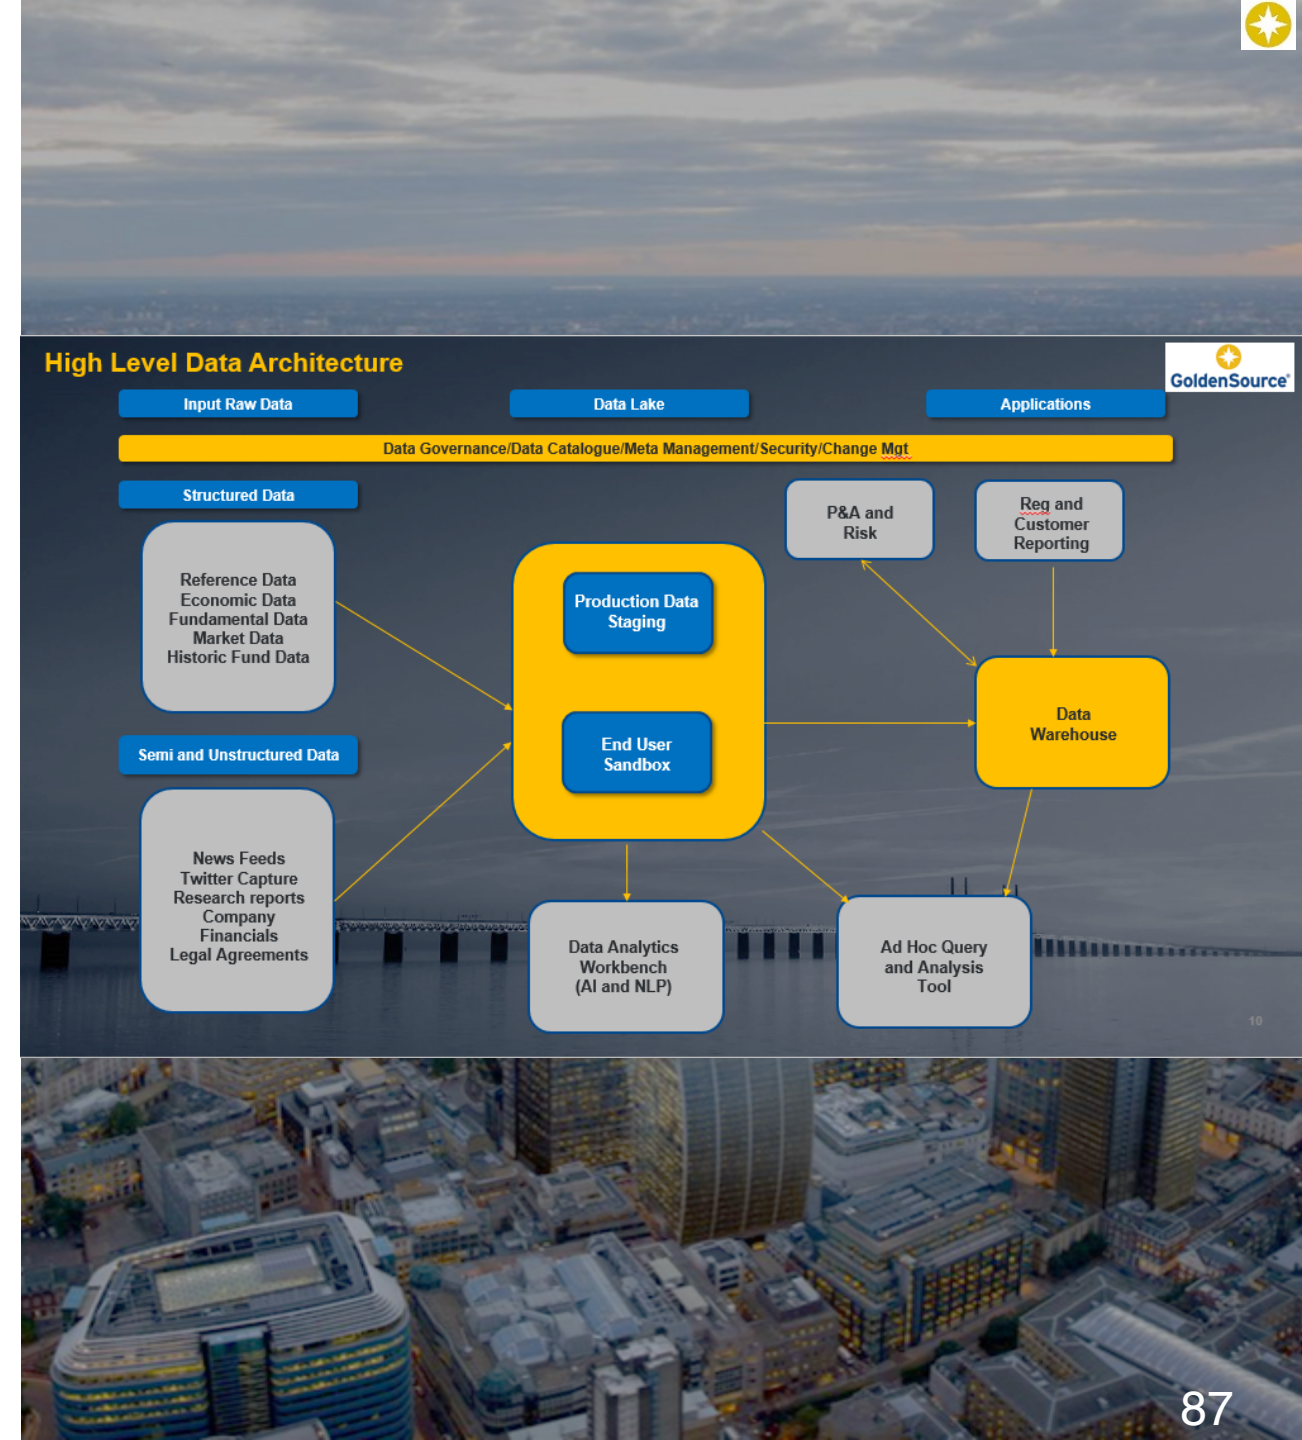 High Level Data Architecture
GoldenSource®
Input Raw Data
Data Lake
Applications
Data Governance/Data Catalogue/Meta Management/Security/Change Mgt
Structured Data
Reference Data
Economic Data
Fundamental Data
Market Data
Historic Fund Data
Semi and Unstructured Data
News Feeds
Twitter Capture
Research reports
Company
Financials
Legal Agreements
Production Data
Staging
End User
Sandbox
Data Analytics
Workbench
(AI and NLP)
P&A and
Risk
Reg and
Customer
Reporting
Data
Warehouse
Ad Hoc Query
and Analysis
Tool
10
87